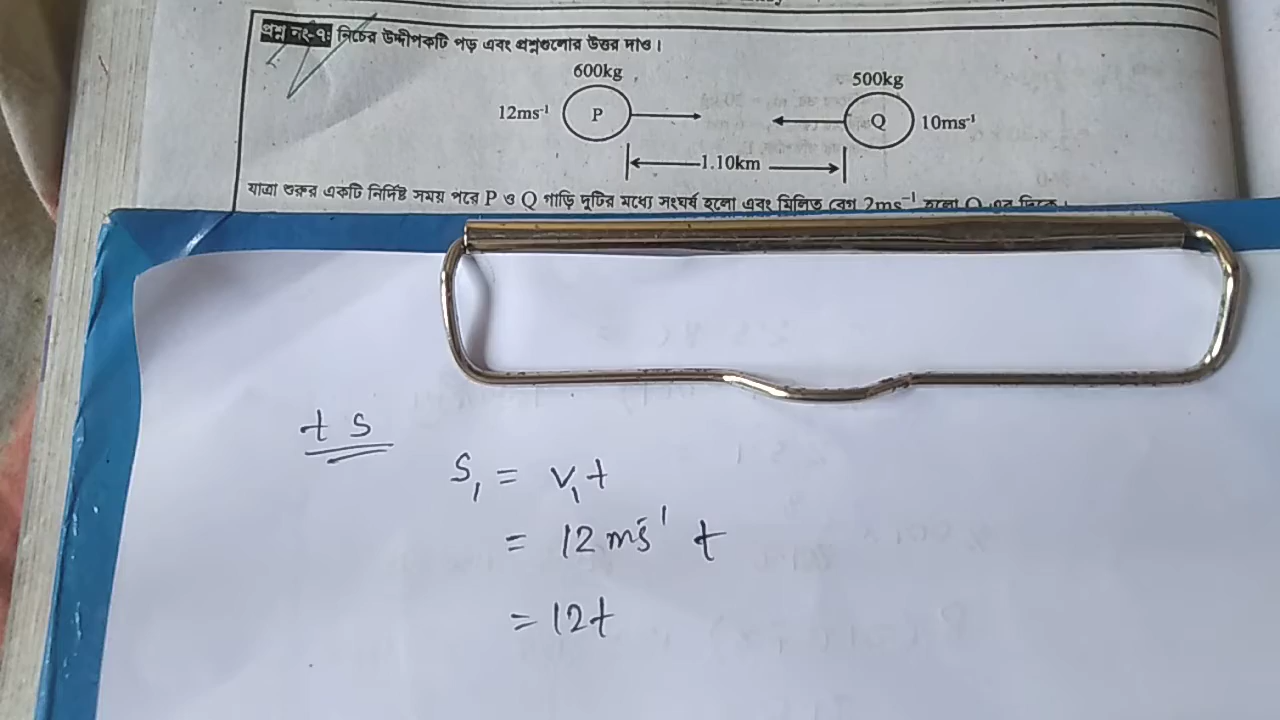 প্রশ্ন নং-৭: নিচের উদ্দীপকটি পড় এবং প্রশ্নগুলোর উত্তর দাও।
600kg
500kg
12ms⁻¹ P Q 10ms⁻¹
1.10km
যাত্রা শুরুর একটি নির্দিষ্ট সময় পরে P ও Q গাড়ি দুটির মধ্যে সংঘর্ষ হলো এবং মিলিত বেগ 2ms⁻¹ হলো Q এর দিকে।
t s
S₁ = v₁t
= 12 ms⁻¹ t
= 12t